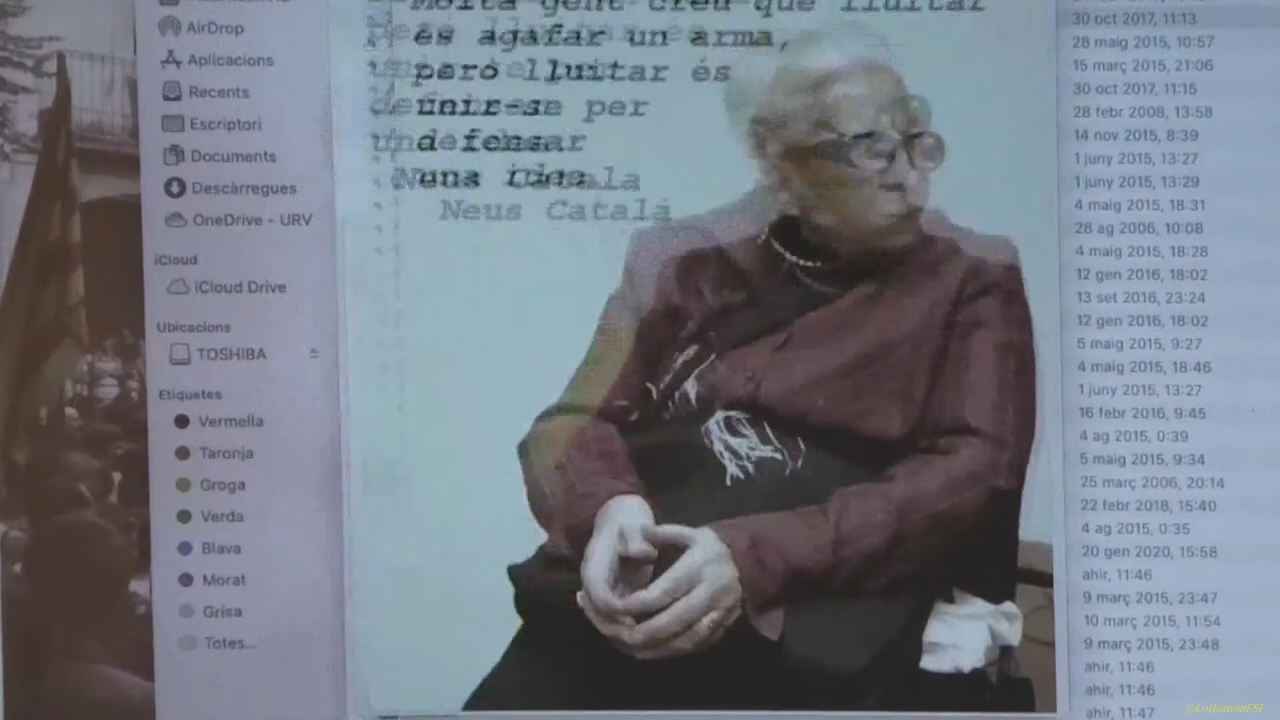 AirDrop
Aplicacions
Recents
Escriptori
Documents
Descàrregues
OneDrive - URV
iCloud
iCloud Drive
Ubicacions
TOSHIBA
Etiquetes
Vermella
Taronja
Groga
Verda
Blava
Morat
Grisa
Totes...
Molta gent creu que lluitar
és agafar un arma,
però lluitar és
unir-se per
defensar
una idea
Neus Català
30 oct 2017, 11:13
28 maig 2015, 10:57
15 març 2015, 21:06
30 oct 2017, 11:15
28 febr 2008, 13:58
14 nov 2015, 8:39
1 juny 2015, 13:27
1 juny 2015, 13:29
4 maig 2015, 18:31
28 ag 2006, 10:08
4 maig 2015, 18:28
12 gen 2016, 18:02
13 set 2016, 23:24
12 gen 2016, 18:02
5 maig 2015, 9:27
4 maig 2015, 18:46
1 juny 2015, 13:27
16 febr 2016, 9:45
4 ag 2015, 0:39
5 maig 2015, 9:34
25 març 2006, 20:14
22 febr 2018, 15:40
4 ag 2015, 0:35
20 gen 2020, 15:58
ahir, 11:46
9 març 2015, 23:47
10 març 2015, 11:54
9 març 2015, 23:48
ahir, 11:46
ahir, 11:46
ahir, 11:47
©LoRamonESF